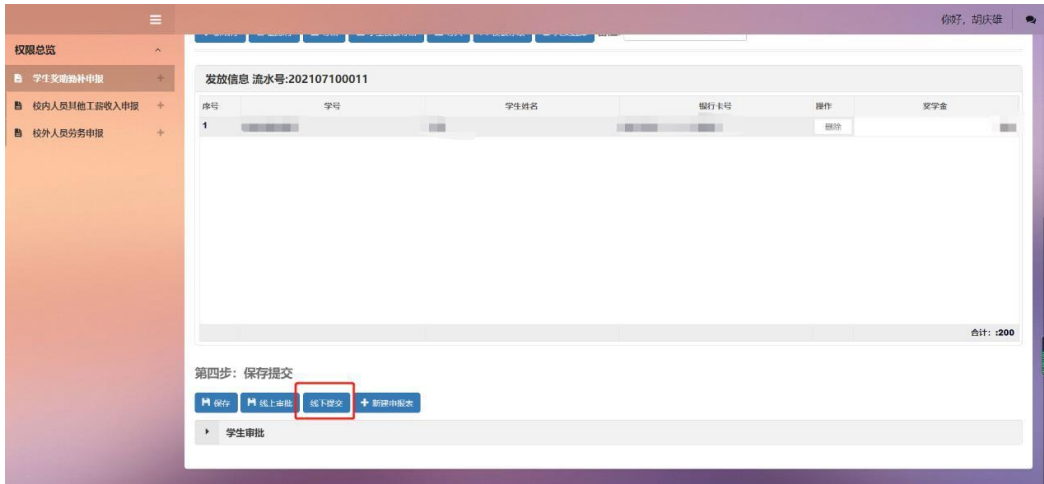 你好，胡庆雄
权限总览
学生奖助勤补申报
校内人员其他工薪收入申报
校外人员劳务申报
发放信息 流水号:202107100011
序号 学号 学生姓名 银行卡号 操作 奖学金
1 删除
合计：:200
第四步：保存提交
保存 线上审批 线下提交 新建申报表
学生审批